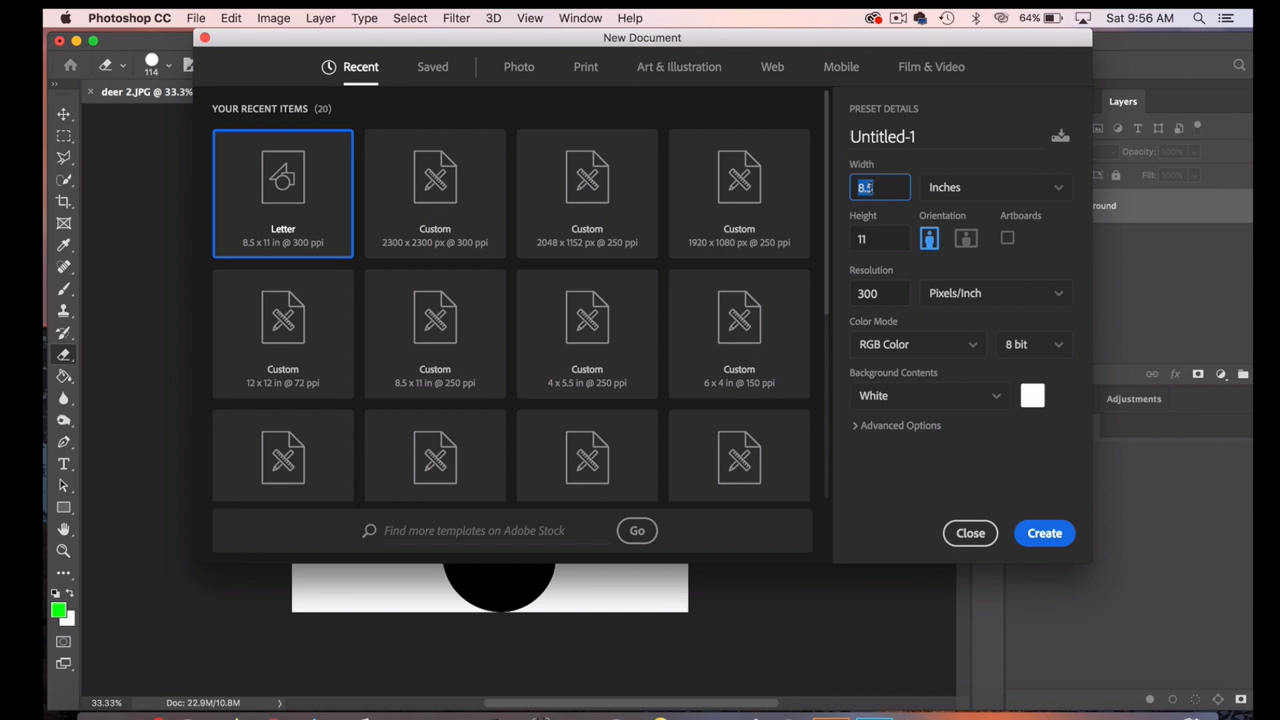 Photoshop CC File Edit Image Layer Type Select Filter 3D View Window Help 64% Sat 9:56 AM
New Document
114
Recent Saved Photo Print Art & Illustration Web Mobile Film & Video
deer 2.JPG @ 33.3%
Layers
YOUR RECENT ITEMS (20)
PRESET DETAILS
Untitled-1
Opacity: 100%
Width
Fill: 100%
8.5 Inches
round
Height Orientation Artboards
11
Letter
8.5 x 11 in @ 300 ppi
Custom
2300 x 2300 px @ 300 ppi
Custom
2048 x 1152 px @ 250 ppi
Custom
1920 x 1080 px @ 250 ppi
Resolution
300 Pixels/Inch
Color Mode
RGB Color 8 bit
Background Contents
White
Advanced Options
fx
Adjustments
Custom
12 x 12 in @ 72 ppi
Custom
8.5 x 11 in @ 250 ppi
Custom
4 x 5.5 in @ 250 ppi
Custom
6 x 4 in @ 150 ppi
Find more templates on Adobe Stock Go
Close Create
33.33% Doc: 22.9M/10.8M